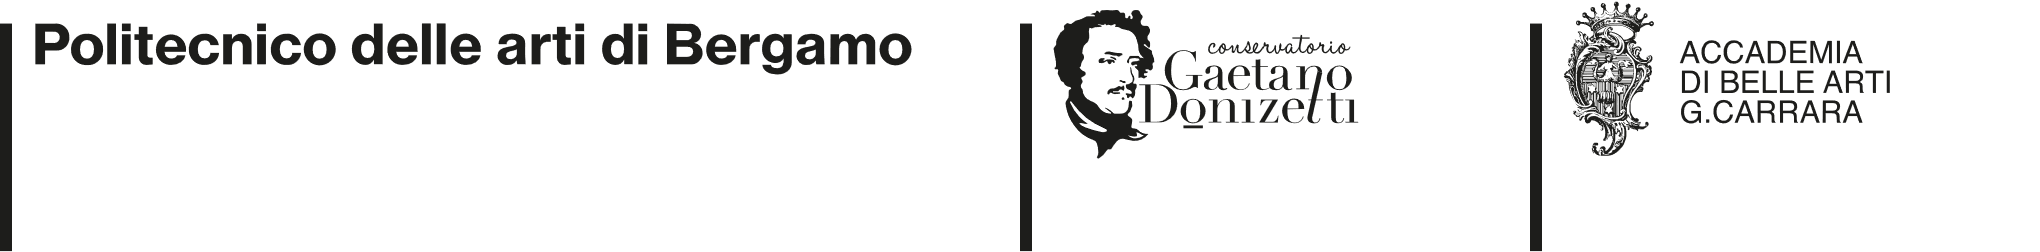 Politecnico delle arti di Bergamo
conservatorio
Gaetano
Donizetti
ACCADEMIA
DI BELLE ARTI
G.CARRARA